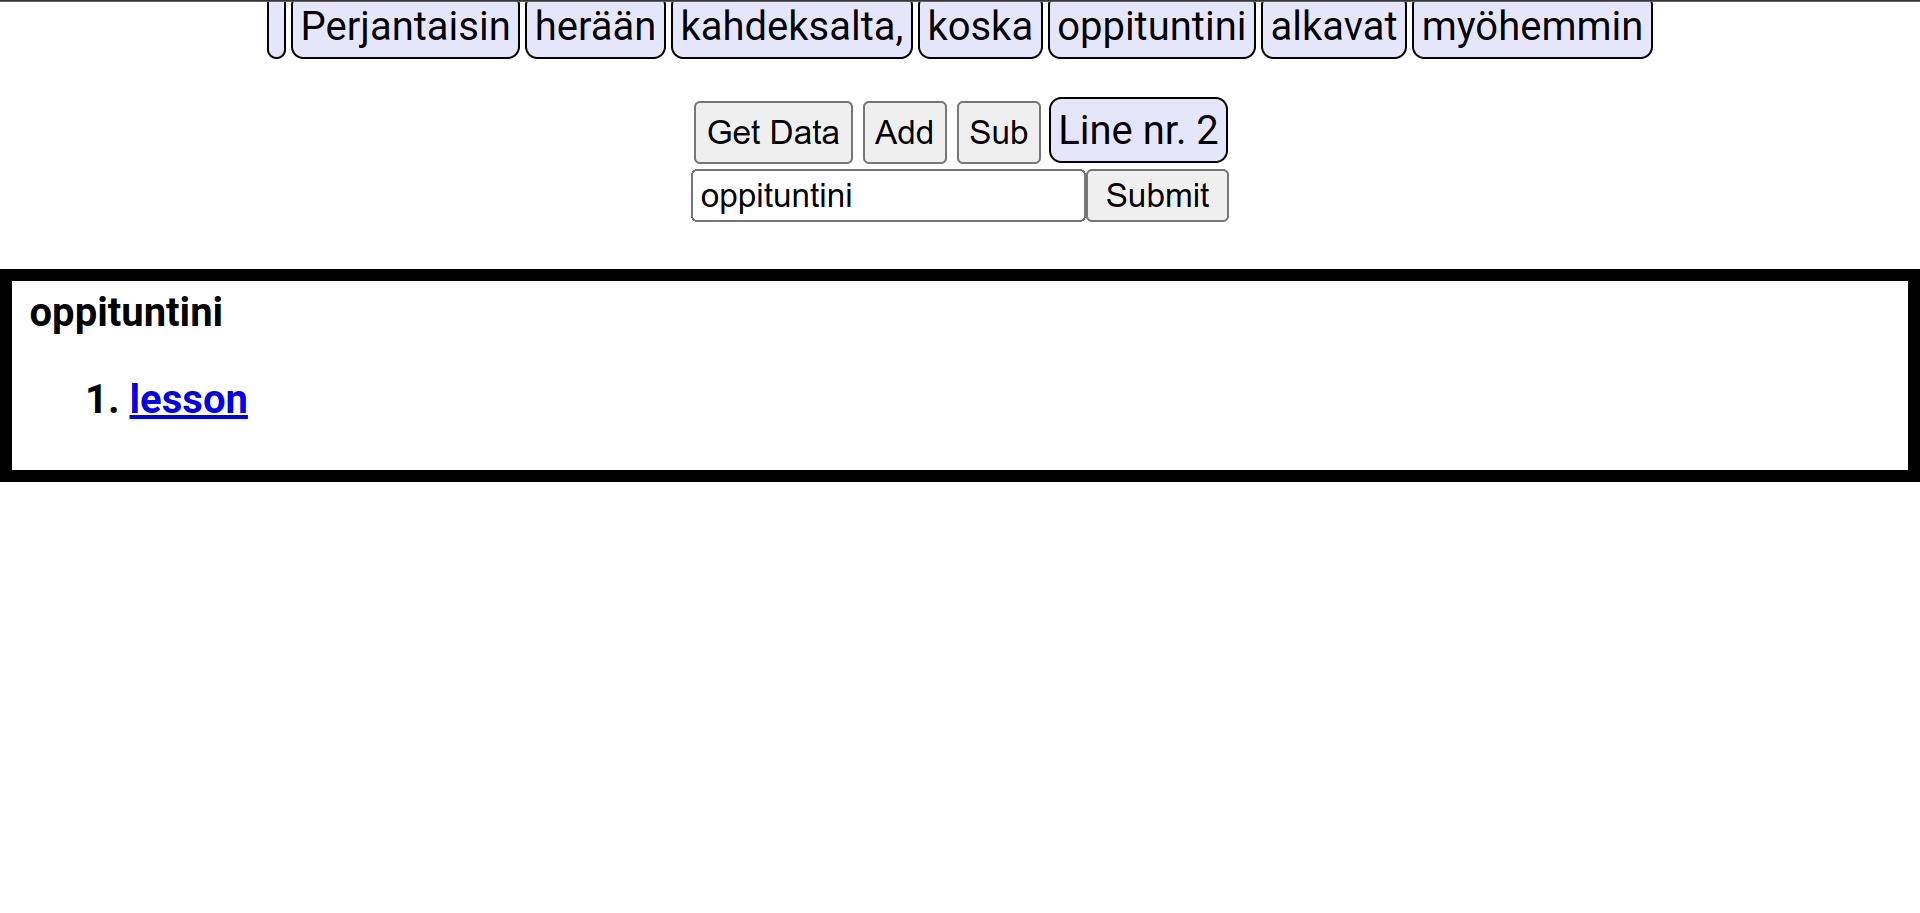 Perjantaisin herään kahdeksalta, koska oppituntini alkavat myöhemmin
Get Data Add Sub Line nr. 2
oppituntini Submit
oppituntini
1. lesson